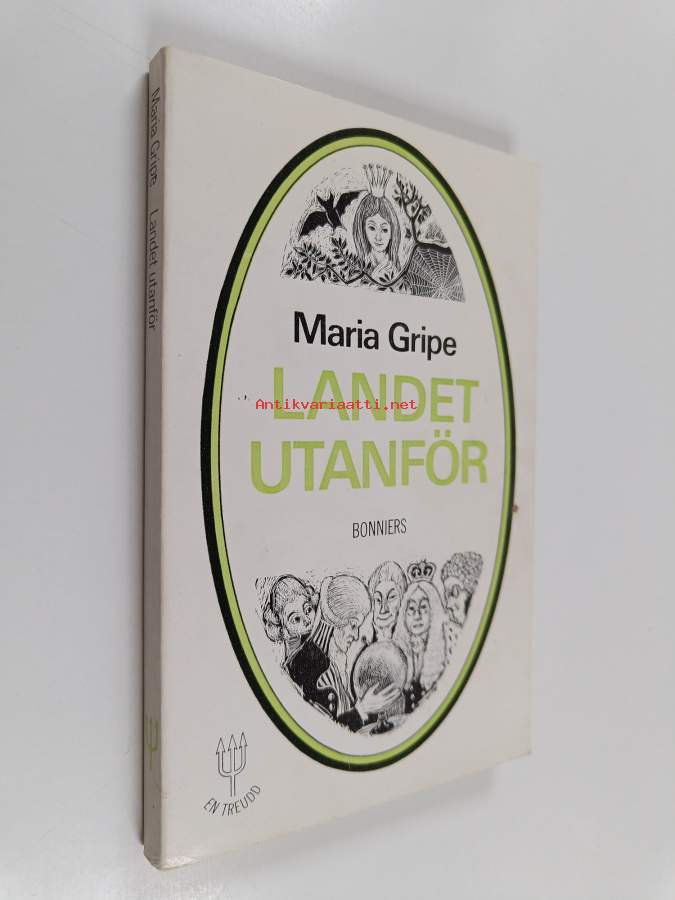 Maria Gripe Landet utanför
Maria Gripe
LANDET
Antikvariaatti.net
UTANFÖR
BONNIERS
EN TREUDD